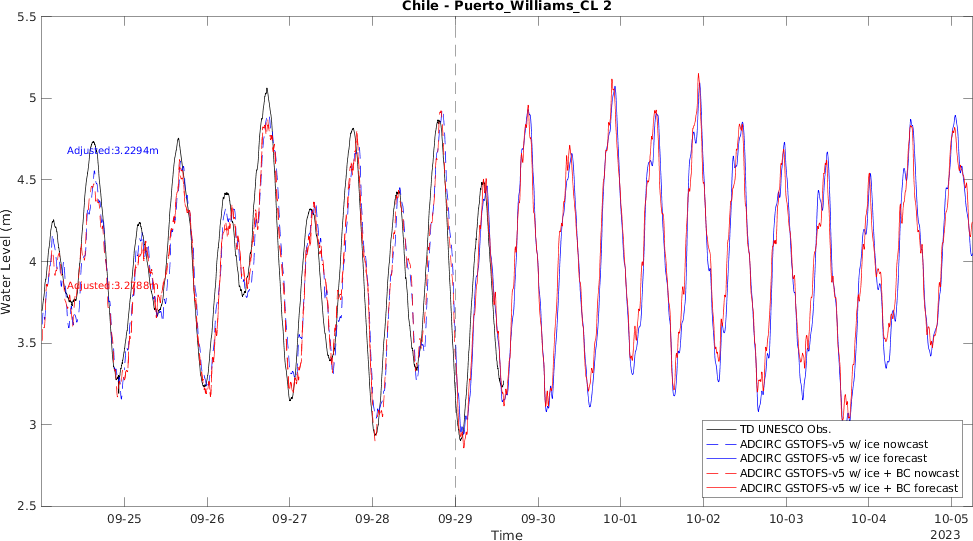 Chile - Puerto_Williams_CL 2
5.5
5
4.5
4
3.5
3
2.5
Water Level (m)
Adjusted:3.2294m
Adjusted:3.2788m
TD UNESCO Obs.
ADCIRC GSTOFS-v5 w/ ice nowcast
ADCIRC GSTOFS-v5 w/ ice forecast
ADCIRC GSTOFS-v5 w/ ice + BC nowcast
ADCIRC GSTOFS-v5 w/ ice + BC forecast
09-25 09-26 09-27 09-28 09-29 09-30 10-01 10-02 10-03 10-04 10-05
Time 2023